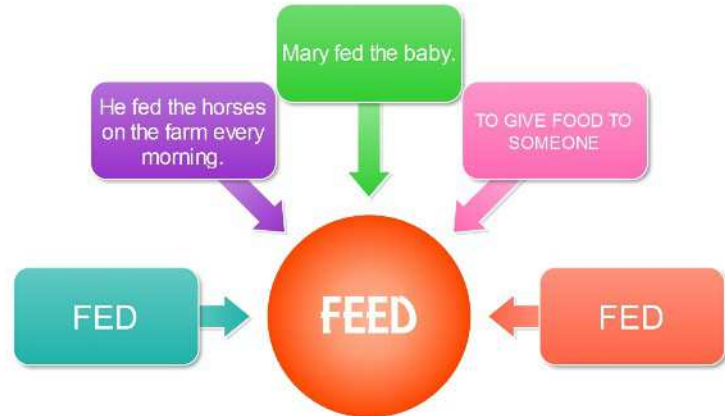 Mary fed the baby.
He fed the horses
on the farm every
morning.
TO GIVE FOOD TO
SOMEONE
FED
FEED
FED